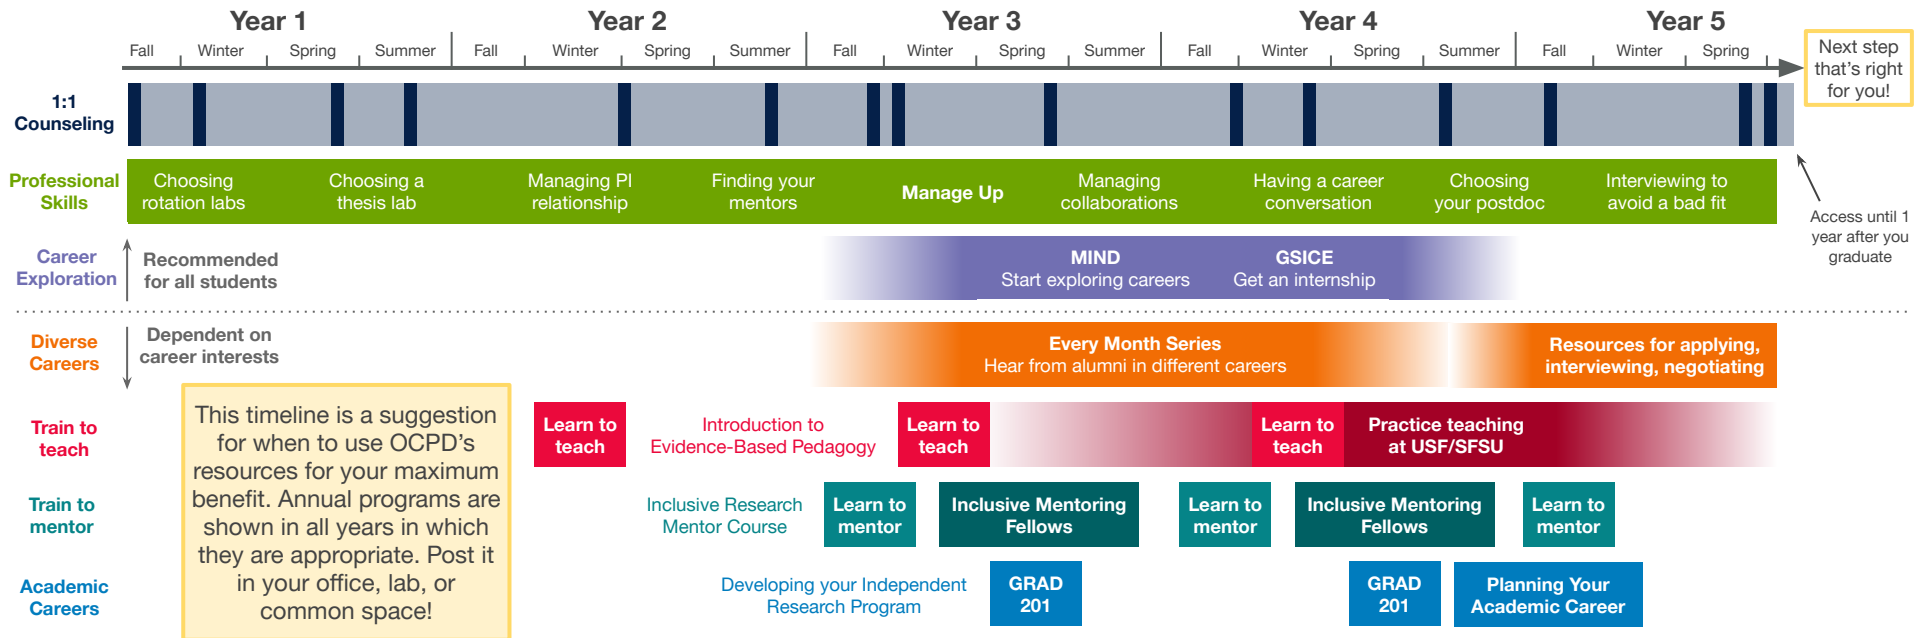 Year 1
Year 2
Year 3
Year 4
Year 5
Fall Winter Spring Summer Fall Winter Spring Summer Fall Winter Spring Summer Fall Winter Spring Summer Fall Winter Spring
Next step
that's right
for you!
1:1
Counseling
Access until 1
year after you
graduate
Professional
Skills
Choosing
rotation labs
Choosing a
thesis lab
Managing PI
relationship
Finding your
mentors
Manage Up
Managing
collaborations
Having a career
conversation
Choosing
your postdoc
Interviewing to
avoid a bad fit
Career
Exploration
Recommended
for all students
MIND
Start exploring careers
GSICE
Get an internship
Diverse
Careers
Dependent on
career interests
Every Month Series
Hear from alumni in different careers
Resources for applying,
interviewing, negotiating
This timeline is a suggestion
for when to use OCPD's
resources for your maximum
benefit. Annual programs are
shown in all years in which
they are appropriate. Post it
in your office, lab, or
common space!
Train to
teach
Learn to
teach
Introduction to
Evidence-Based Pedagogy
Learn to
teach
Learn to
teach
Practice teaching
at USF/SFSU
Train to
mentor
Inclusive Research
Mentor Course
Learn to
mentor
Inclusive Mentoring
Fellows
Learn to
mentor
Inclusive Mentoring
Fellows
Learn to
mentor
Academic
Careers
Developing your Independent
Research Program
GRAD
201
GRAD
201
Planning Your
Academic Career